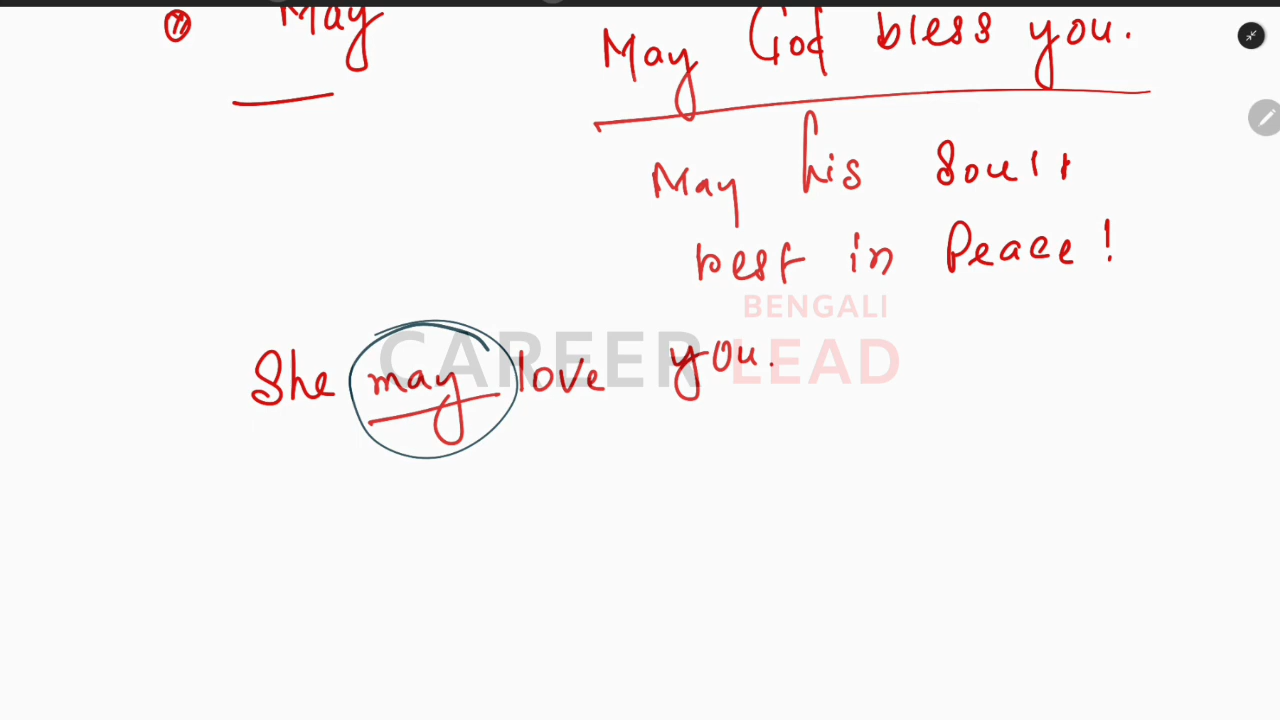 May
May God bless you.
May his Soul
rest in Peace!
BENGALI
CAREER LEAD
She may love you.